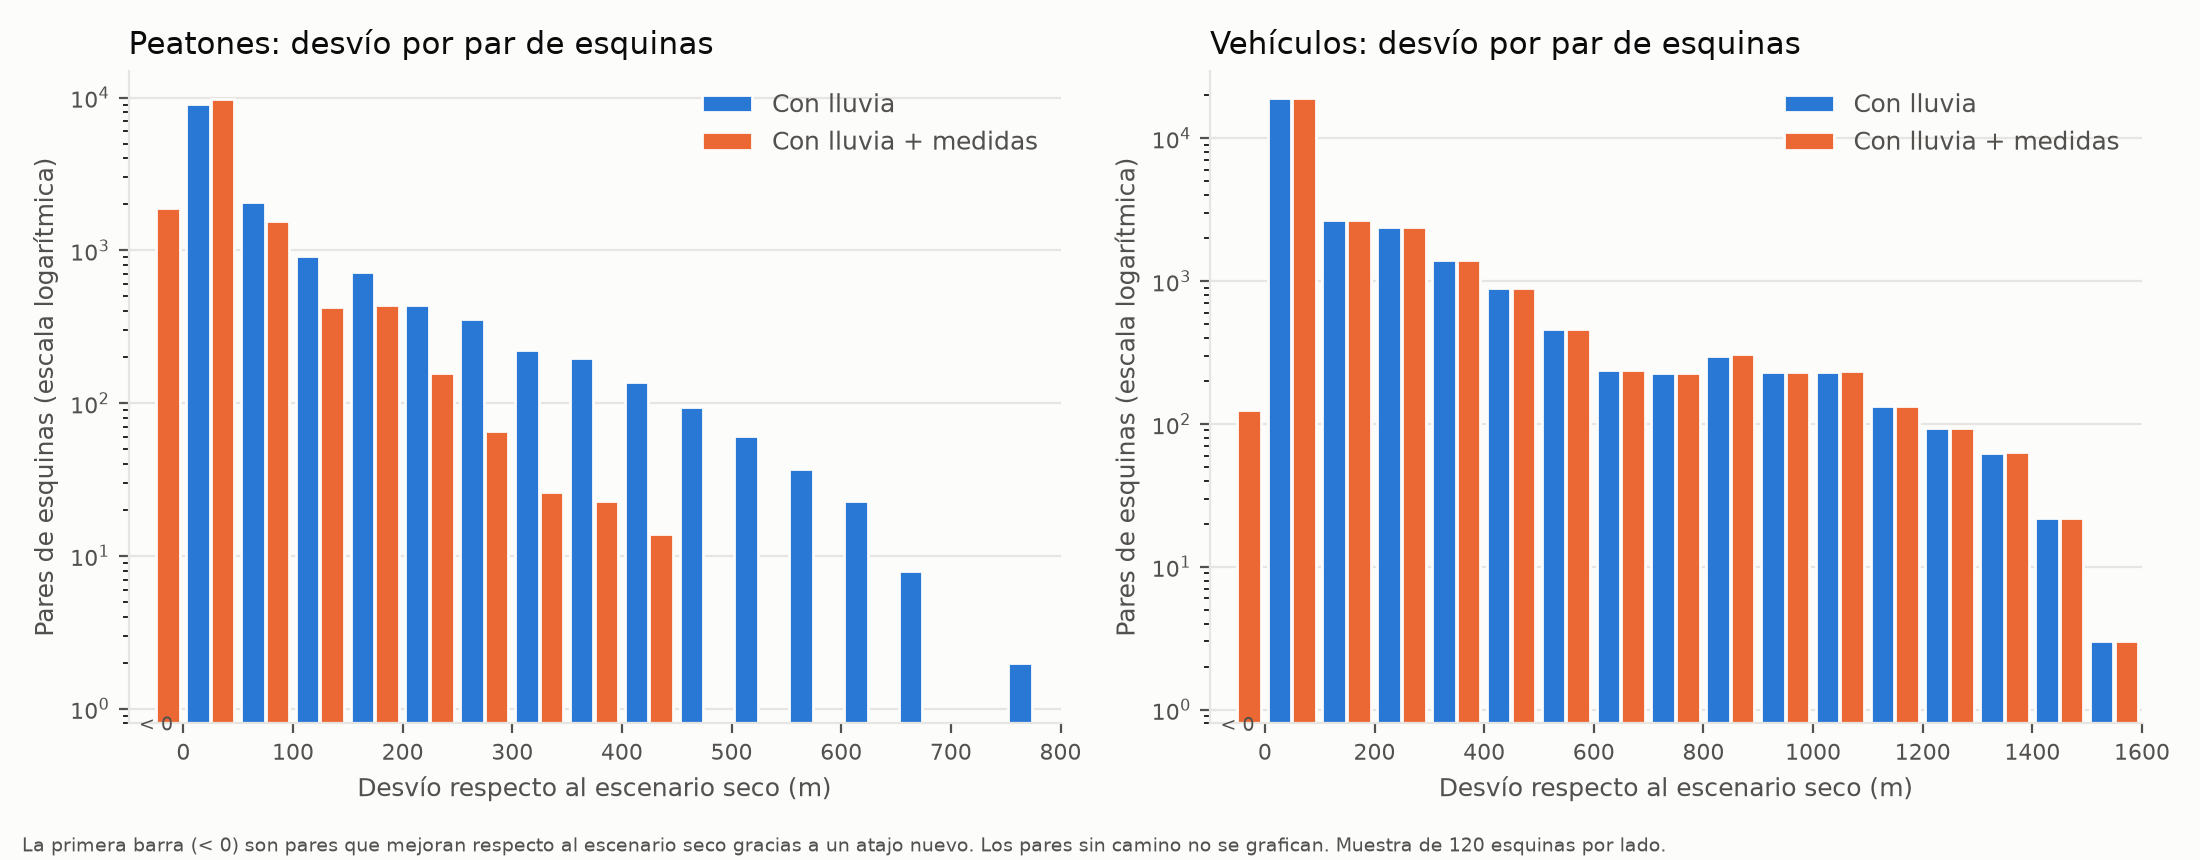 Peatones: desvío por par de esquinas
Con lluvia
Con lluvia + medidas
Pares de esquinas (escala logarítmica)
10⁴
10³
10²
10¹
10⁰
< 0
0 100 200 300 400 500 600 700 800
Desvío respecto al escenario seco (m)
Vehículos: desvío por par de esquinas
Con lluvia
Con lluvia + medidas
Pares de esquinas (escala logarítmica)
10⁴
10³
10²
10¹
10⁰
< 0
0 200 400 600 800 1000 1200 1400 1600
Desvío respecto al escenario seco (m)
La primera barra (< 0) son pares que mejoran respecto al escenario seco gracias a un atajo nuevo. Los pares sin camino no se grafican. Muestra de 120 esquinas por lado.